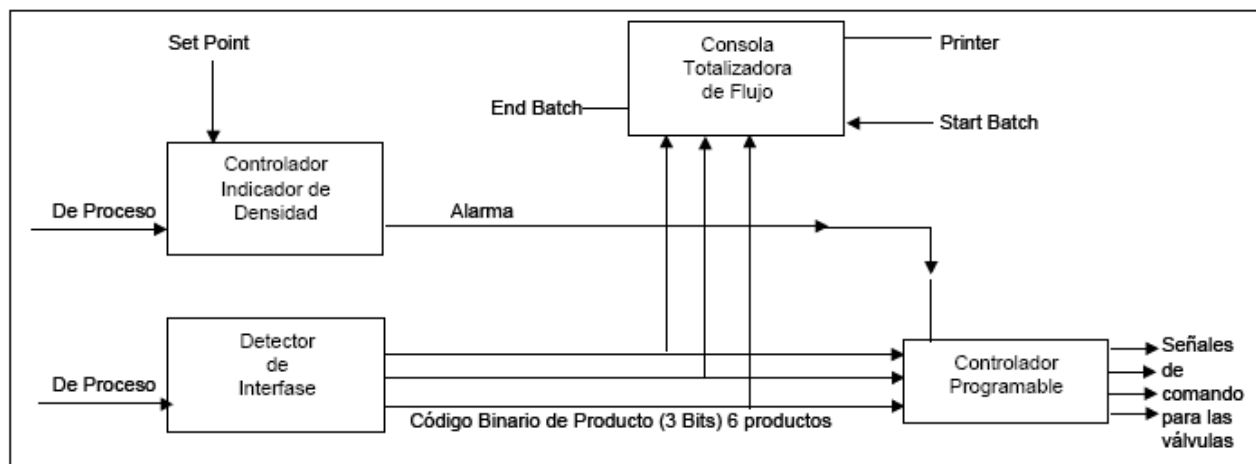 Set Point
Consola
Totalizadora
de Flujo
Printer
End Batch
Start Batch
Controlador
Indicador de
Densidad
De Proceso
Alarma
Detector
de
Interfase
De Proceso
Código Binario de Producto (3 Bits) 6 productos
Controlador
Programable
Señales
de
comando
para las
válvulas